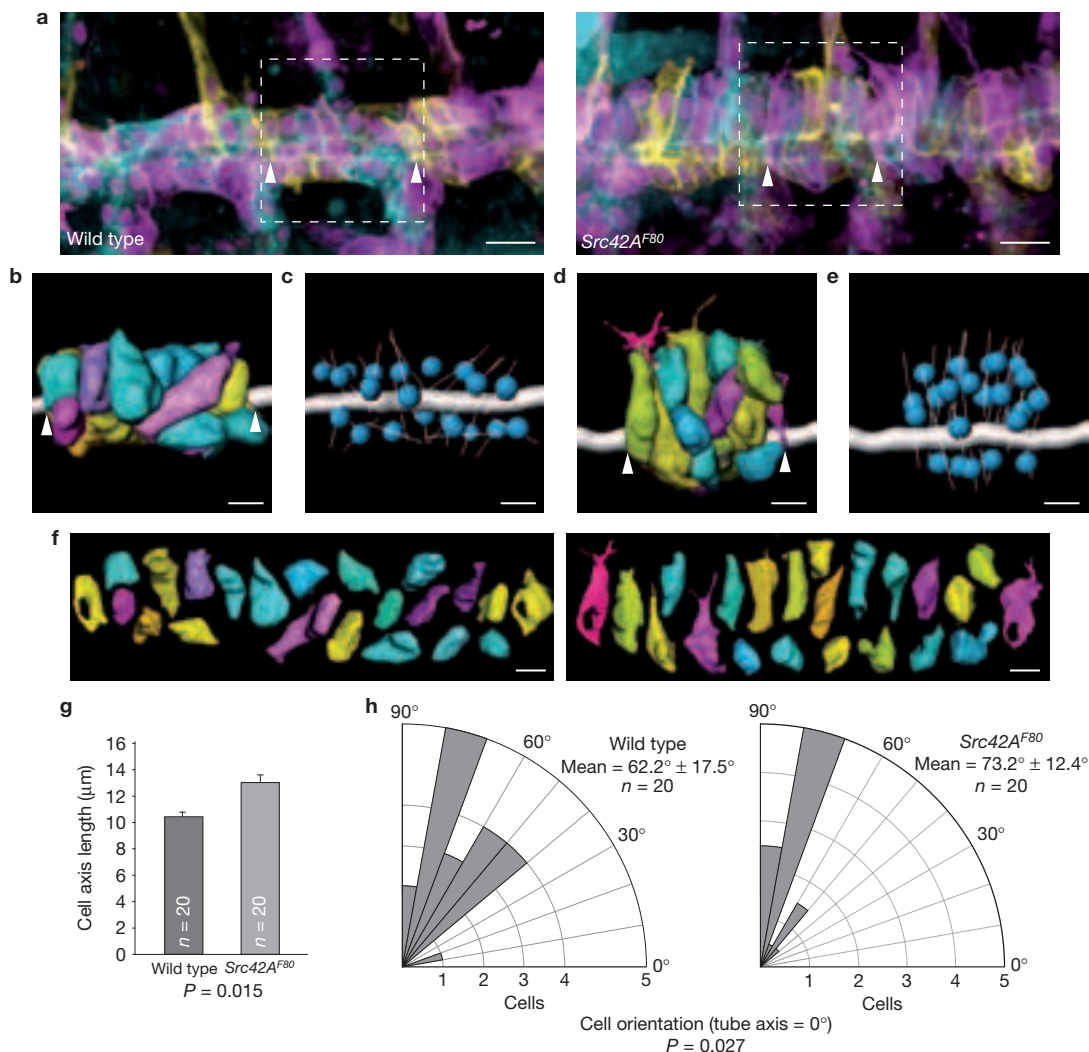 a
Wild type
Src42A^F80
b
c
d
e
f
g
16
14
12
10
8
6
4
2
0
Cell axis length (μm)
n = 20
n = 20
Wild type Src42A^F80
P = 0.015
h
90°
60°
30°
0°
Wild type
Mean = 62.2° ± 17.5°
n = 20
1 2 3 4 5
Cells
90°
60°
30°
0°
Src42A^F80
Mean = 73.2° ± 12.4°
n = 20
1 2 3 4 5
Cells
Cell orientation (tube axis = 0°)
P = 0.027